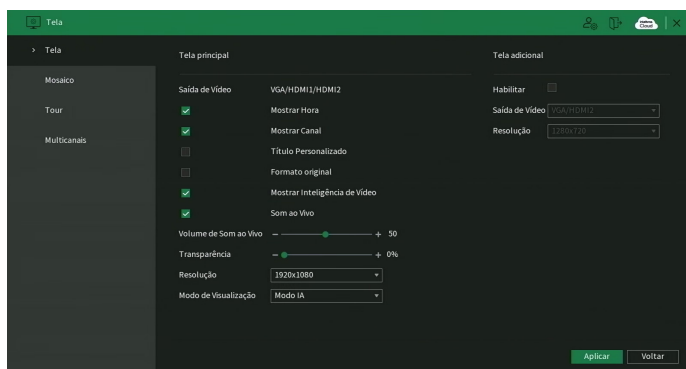 Tela
Tela
Mosaico
Tour
Multicanais
Tela principal
Saída de Vídeo VGA/HDMI1/HDMI2
Mostrar Hora
Mostrar Canal
Título Personalizado
Formato original
Mostrar Inteligência de Vídeo
Som ao Vivo
Volume de Som ao Vivo 50
Transparência 0%
Resolução 1920x1080
Modo de Visualização Modo IA
Tela adicional
Habilitar
Saída de Vídeo VGA/HDMI2
Resolução 1280x720
Aplicar Voltar